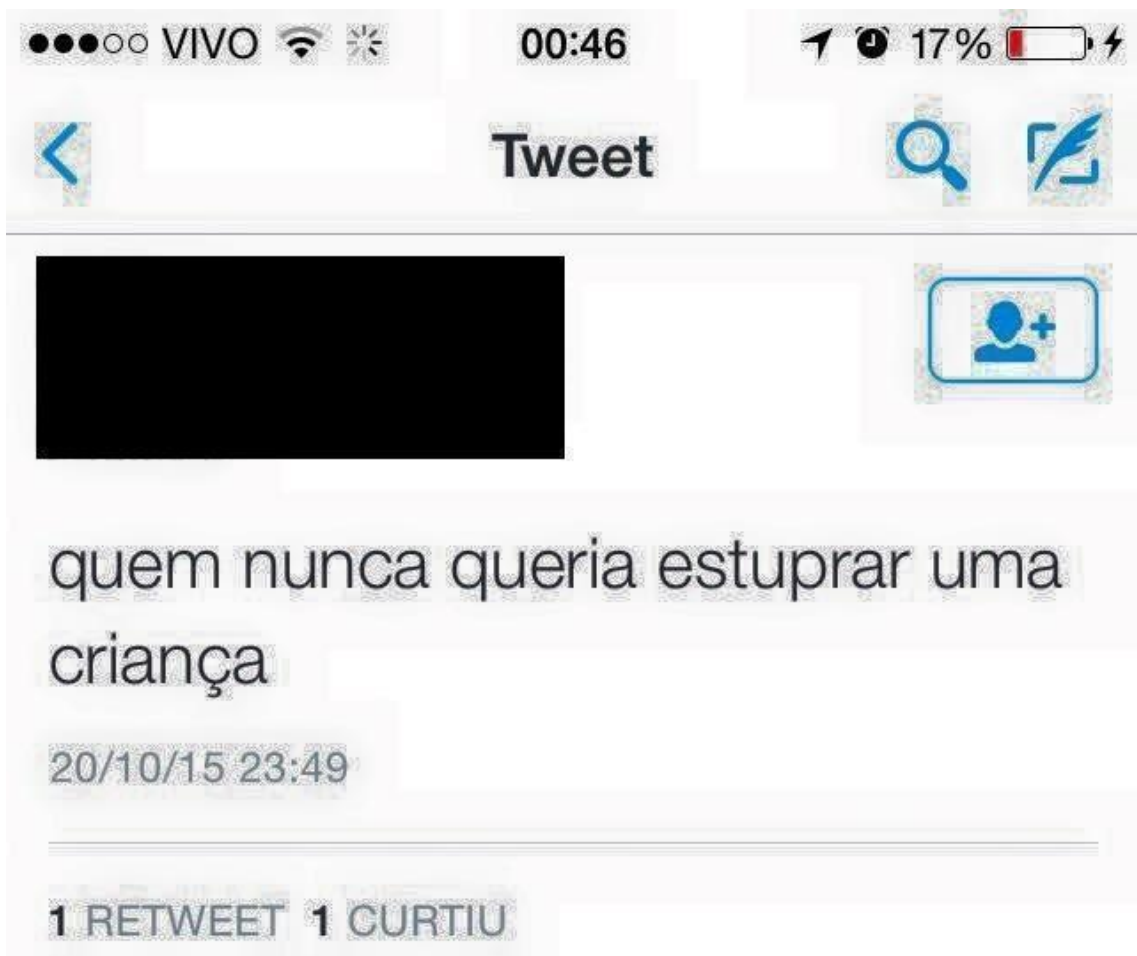 VIVO 00:46 17%
Tweet
quem nunca queria estuprar uma
criança
20/10/15 23:49
1 RETWEET 1 CURTIU